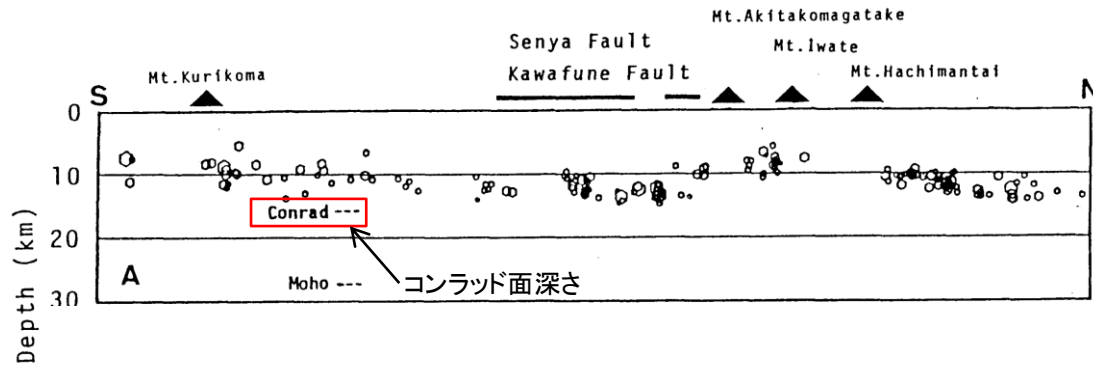 Mt.Akitakomagatake
Senya Fault
Mt.Iwate
Mt.Kurikoma
Kawafune Fault
Mt.Hachimantai
S
N
0
10
Conrad
20
A
Moho
コンラッド面深さ
30
Depth (km)